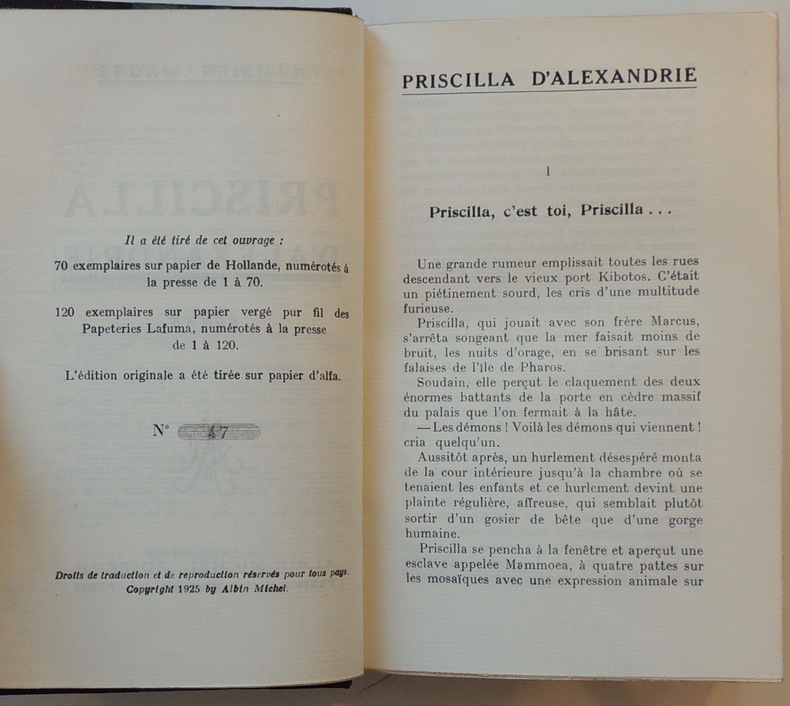 Il a été tiré de cet ouvrage :
70 exemplaires sur papier de Hollande, numérotés à
la presse de 1 à 70.
120 exemplaires sur papier vergé pur fil des
Papeteries Lafuma, numérotés à la presse
de 1 à 120.
L'édition originale a été tirée sur papier d'alfa.
N° 47
Droits de traduction et de reproduction réservés pour tous pays.
Copyright 1925 by Albin Michel.
PRISCILLA D'ALEXANDRIE
I
Priscilla, c'est toi, Priscilla . . .
Une grande rumeur emplissait toutes les rues
descendant vers le vieux port Kibotos. C'était
un piétinement sourd, les cris d'une multitude
furieuse.
Priscilla, qui jouait avec son frère Marcus,
s'arrêta songeant que la mer faisait moins de
bruit, les nuits d'orage, en se brisant sur les
falaises de l'île de Pharos.
Soudain, elle perçut le claquement des deux
énormes battants de la porte en cèdre massif
du palais que l'on fermait à la hâte.
— Les démons ! Voilà les démons qui viennent !
cria quelqu'un.
Aussitôt après, un hurlement désespéré monta
de la cour intérieure jusqu'à la chambre où se
tenaient les enfants et ce hurlement devint une
plainte régulière, affreuse, qui semblait plutôt
sortir d'un gosier de bête que d'une gorge
humaine.
Priscilla se pencha à la fenêtre et aperçut une
esclave appelée Mammoea, à quatre pattes sur
les mosaïques avec une expression animale sur